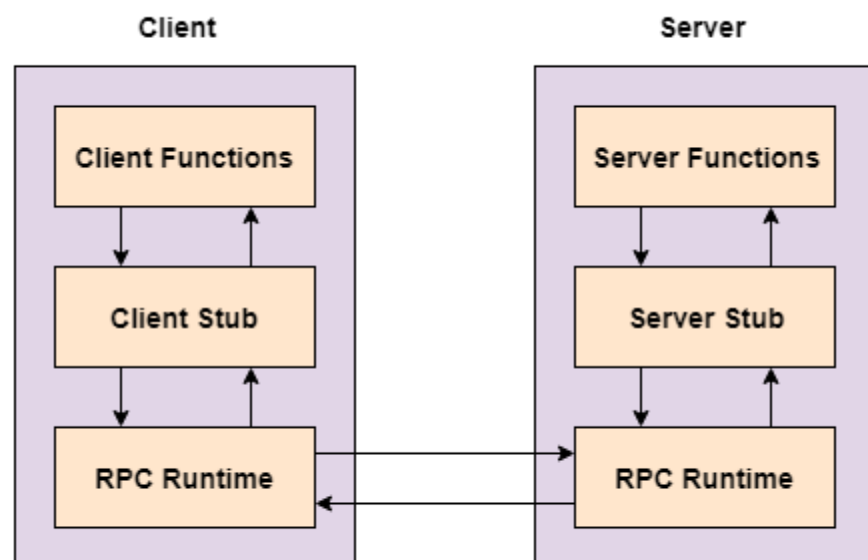 Client
Server
Client Functions
Server Functions
Client Stub
Server Stub
RPC Runtime
RPC Runtime